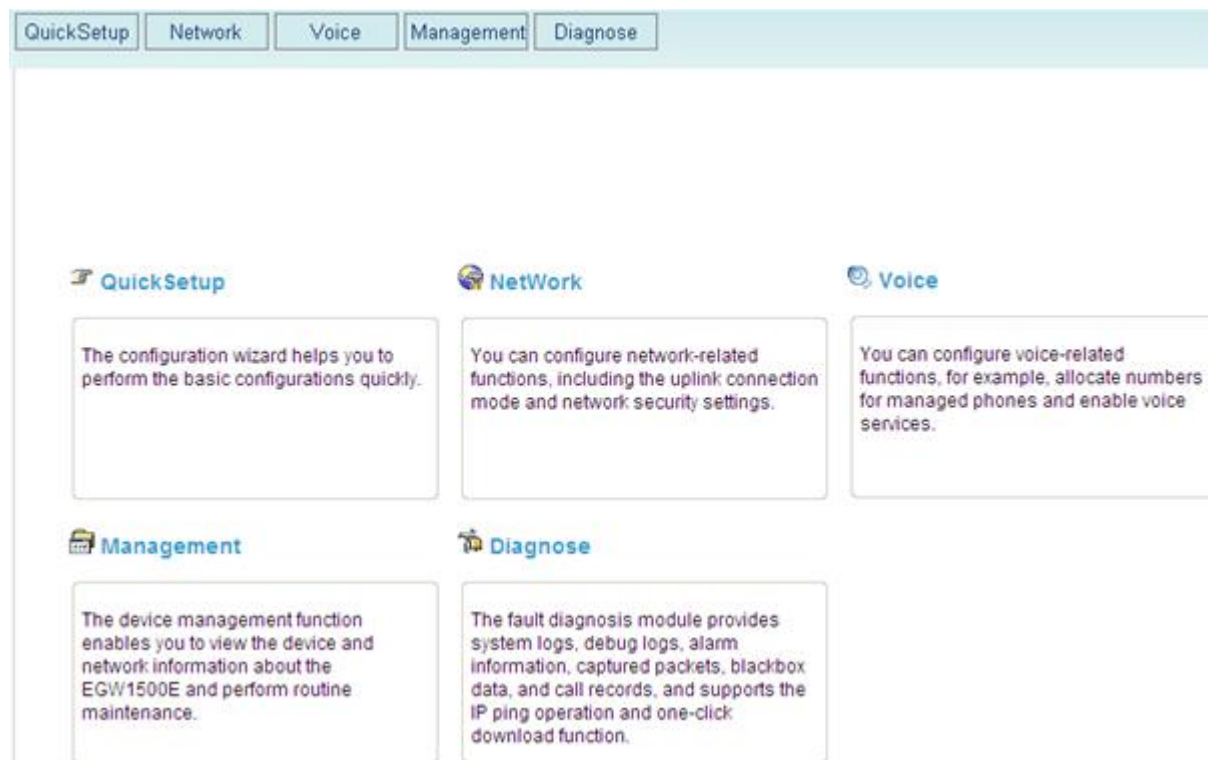 QuickSetup
Network
Voice
Management
Diagnose
QuickSetup
The configuration wizard helps you to
perform the basic configurations quickly.
NetWork
You can configure network-related
functions, including the uplink connection
mode and network security settings.
Voice
You can configure voice-related
functions, for example, allocate numbers
for managed phones and enable voice
services.
Management
The device management function
enables you to view the device and
network information about the
EGW1500E and perform routine
maintenance.
Diagnose
The fault diagnosis module provides
system logs, debug logs, alarm
information, captured packets, blackbox
data, and call records, and supports the
IP ping operation and one-click
download function.